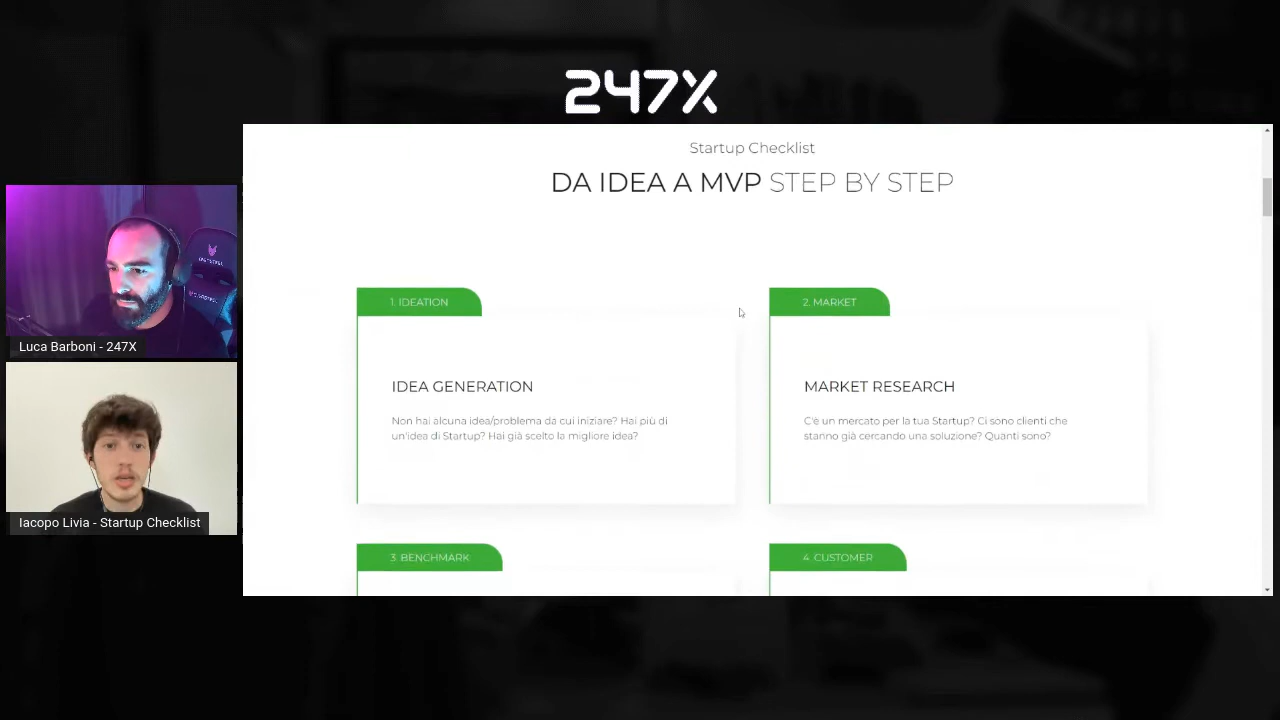 247X
Startup Checklist
DA IDEA A MVP STEP BY STEP
1. IDEATION
2. MARKET
IDEA GENERATION
MARKET RESEARCH
Non hai alcuna idea/problema da cui iniziare? Hai più di
un'idea di Startup? Hai già scelto la migliore idea?
C'è un mercato per la tua Startup? Ci sono clienti che
stanno già cercando una soluzione? Quanti sono?
3. BENCHMARK
4. CUSTOMER
Luca Barboni - 247X
Iacopo Livia - Startup Checklist